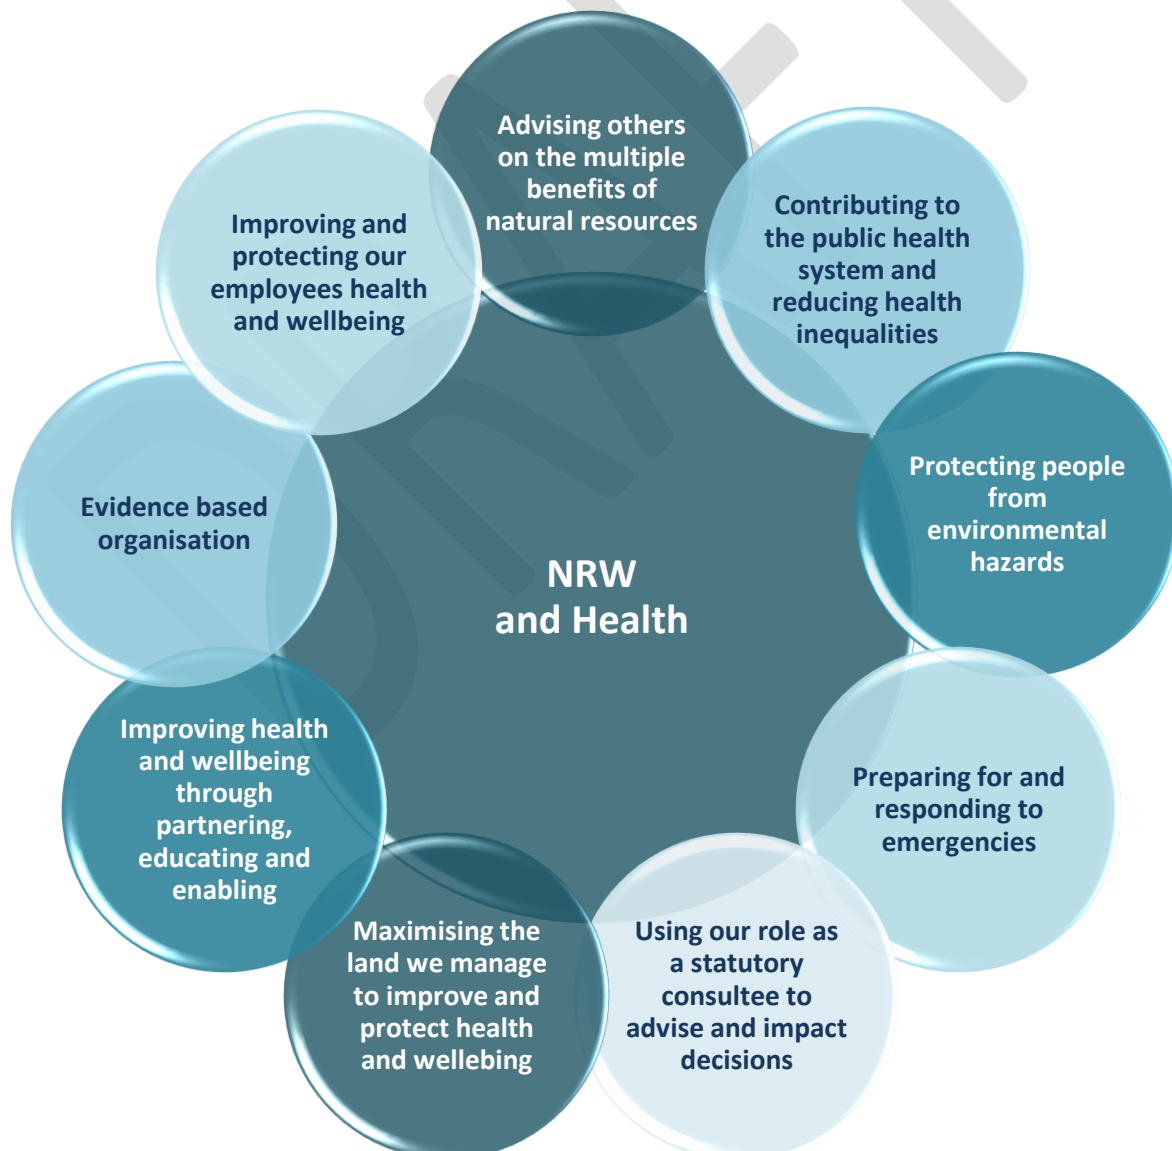 Advising others
on the multiple
benefits of
natural resources
Contributing to
the public health
system and
reducing health
inequalities
Protecting people
from
environmental
hazards
Preparing for and
responding to
emergencies
Using our role as
a statutory
consultee to
advise and impact
decisions
Maximising the
land we manage
to improve and
protect health
and wellebing
Improving health
and wellbeing
through
partnering,
educating and
enabling
Evidence based
organisation
Improving and
protecting our
employees health
and wellbeing
NRW
and Health